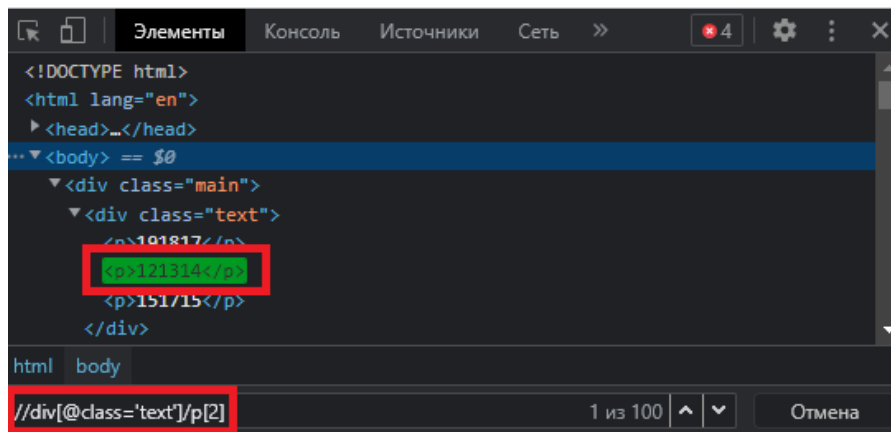 Элементы Консоль Источники Сеть » 4
<!DOCTYPE html>
<html lang="en">
<head>…</head>
… <body> == $0
<div class="main">
<div class="text">
<p>191817</p>
<p>121314</p>
<p>151715</p>
</div>
html body
//div[@class='text']/p[2] 1 из 100 Отмена